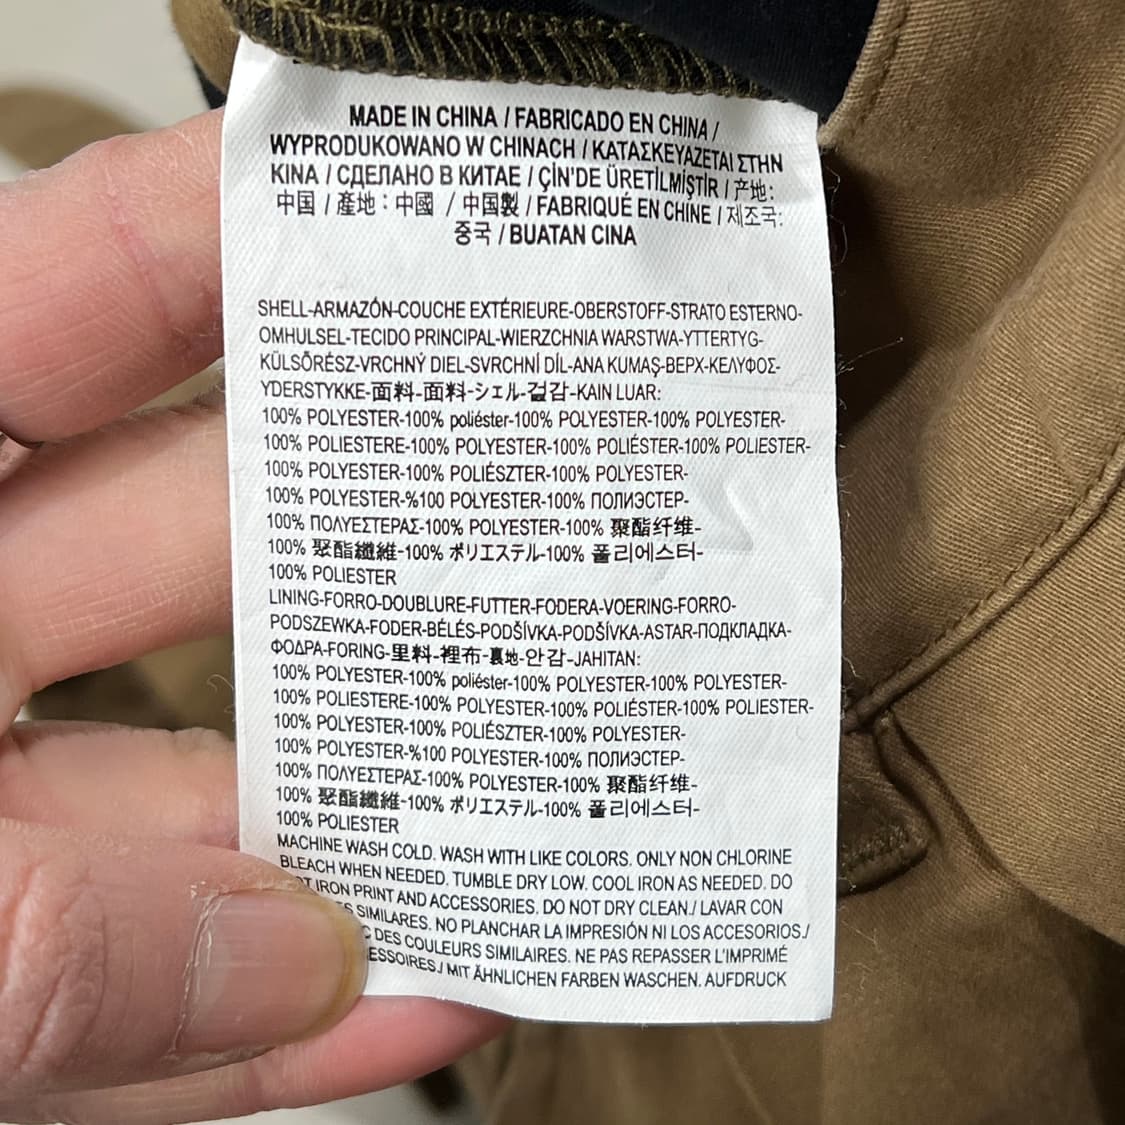 MADE IN CHINA / FABRICADO EN CHINA /
WYPRODUKOWANO W CHINACH / ΚΑΤΑΣΚΕΥΑΖΕΤΑΙ ΣΤΗΝ
ΚΙΝΑ / СДЕЛАНО В КИТАЕ / ÇİN'DE ÜRETİLMİŞTİR / 产地:
中国 / 產地：中國 / 中国製 / FABRIQUÉ EN CHINE / 제조국:
중국 / BUATAN CINA
SHELL-ARMAZÓN-COUCHE EXTÉRIEURE-OBERSTOFF-STRATO ESTERNO-
OMHULSEL-TECIDO PRINCIPAL-WIERZCHNIA WARSTWA-YTTERTYG-
KÜLSŐRÉSZ-VRCHNÝ DIEL-SVRCHNÍ DÍL-ANA KUMAŞ-ВЕРХ-ΚΕΛΥΦΟΣ-
YDERSTYKKE-面料-面料-シェル-겉감-KAIN LUAR:
100% POLYESTER-100% poliéster-100% POLYESTER-100% POLYESTER-
100% POLIESTERE-100% POLYESTER-100% POLIÉSTER-100% POLIESTER-
100% POLYESTER-100% POLIÉSZTER-100% POLYESTER-
100% POLYESTER-%100 POLYESTER-100% ПОЛИЭСТЕР-
100% ΠΟΛΥΕΣΤΕΡΑΣ-100% POLYESTER-100% 聚酯纤维-
100% 聚酯纖維-100% ポリエステル-100% 폴리에스터-
100% POLIESTER
LINING-FORRO-DOUBLURE-FUTTER-FODERA-VOERING-FORRO-
PODSZEWKA-FODER-BÉLÉS-PODŠÍVKA-PODŠÍVKA-ASTAR-ПОДКЛАДКА-
ΦΟΔΡΑ-FORING-里料-裡布-裏地-안감-JAHITAN:
100% POLYESTER-100% poliéster-100% POLYESTER-100% POLYESTER-
100% POLIESTERE-100% POLYESTER-100% POLIÉSTER-100% POLIESTER-
100% POLYESTER-100% POLIÉSZTER-100% POLYESTER-
100% POLYESTER-%100 POLYESTER-100% ПОЛИЭСТЕР-
100% ΠΟΛΥΕΣΤΕΡΑΣ-100% POLYESTER-100% 聚酯纤维-
100% 聚酯纖維-100% ポリエステル-100% 폴리에스터-
100% POLIESTER
MACHINE WASH COLD. WASH WITH LIKE COLORS. ONLY NON CHLORINE
BLEACH WHEN NEEDED. TUMBLE DRY LOW. COOL IRON AS NEEDED. DO
IRON PRINT AND ACCESSORIES. DO NOT DRY CLEAN./ LAVAR CON
SIMILARES. NO PLANCHAR LA IMPRESIÓN NI LOS ACCESORIOS./
DES COULEURS SIMILAIRES. NE PAS REPASSER L'IMPRIMÉ
MIT ÄHNLICHEN FARBEN WASCHEN. AUFDRUCK